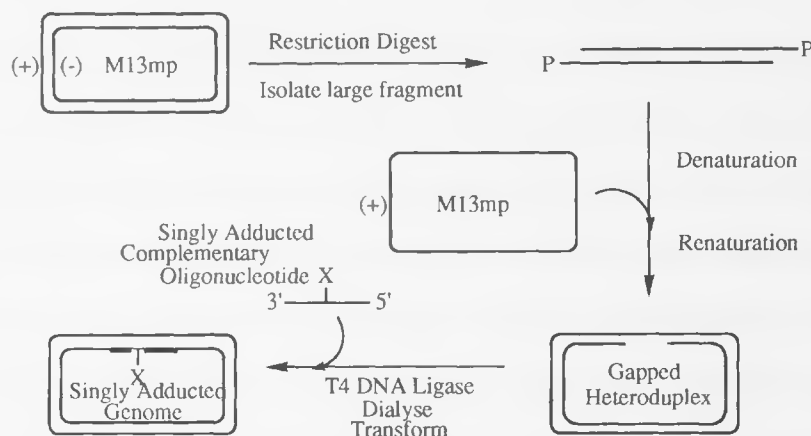 (+) (-) M13mp
Restriction Digest
Isolate large fragment
P
P
Denaturation
(+) M13mp
Renaturation
Singly Adducted
Complementary
Oligonucleotide X
3' 5'
X
Singly Adducted
Genome
T4 DNA Ligase
Dialyse
Transform
Gapped
Heteroduplex